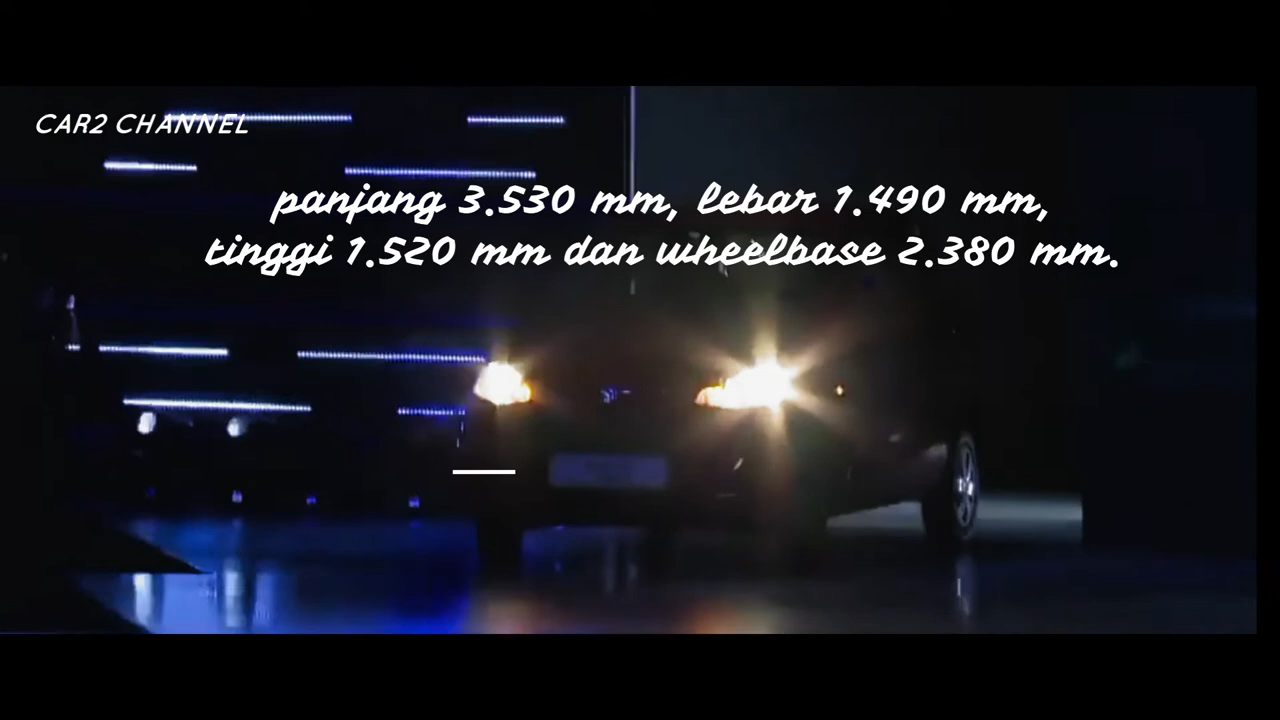 CAR2 CHANNEL
panjang 3.530 mm, lebar 1.490 mm,
tinggi 1.520 mm dan wheelbase 2.380 mm.